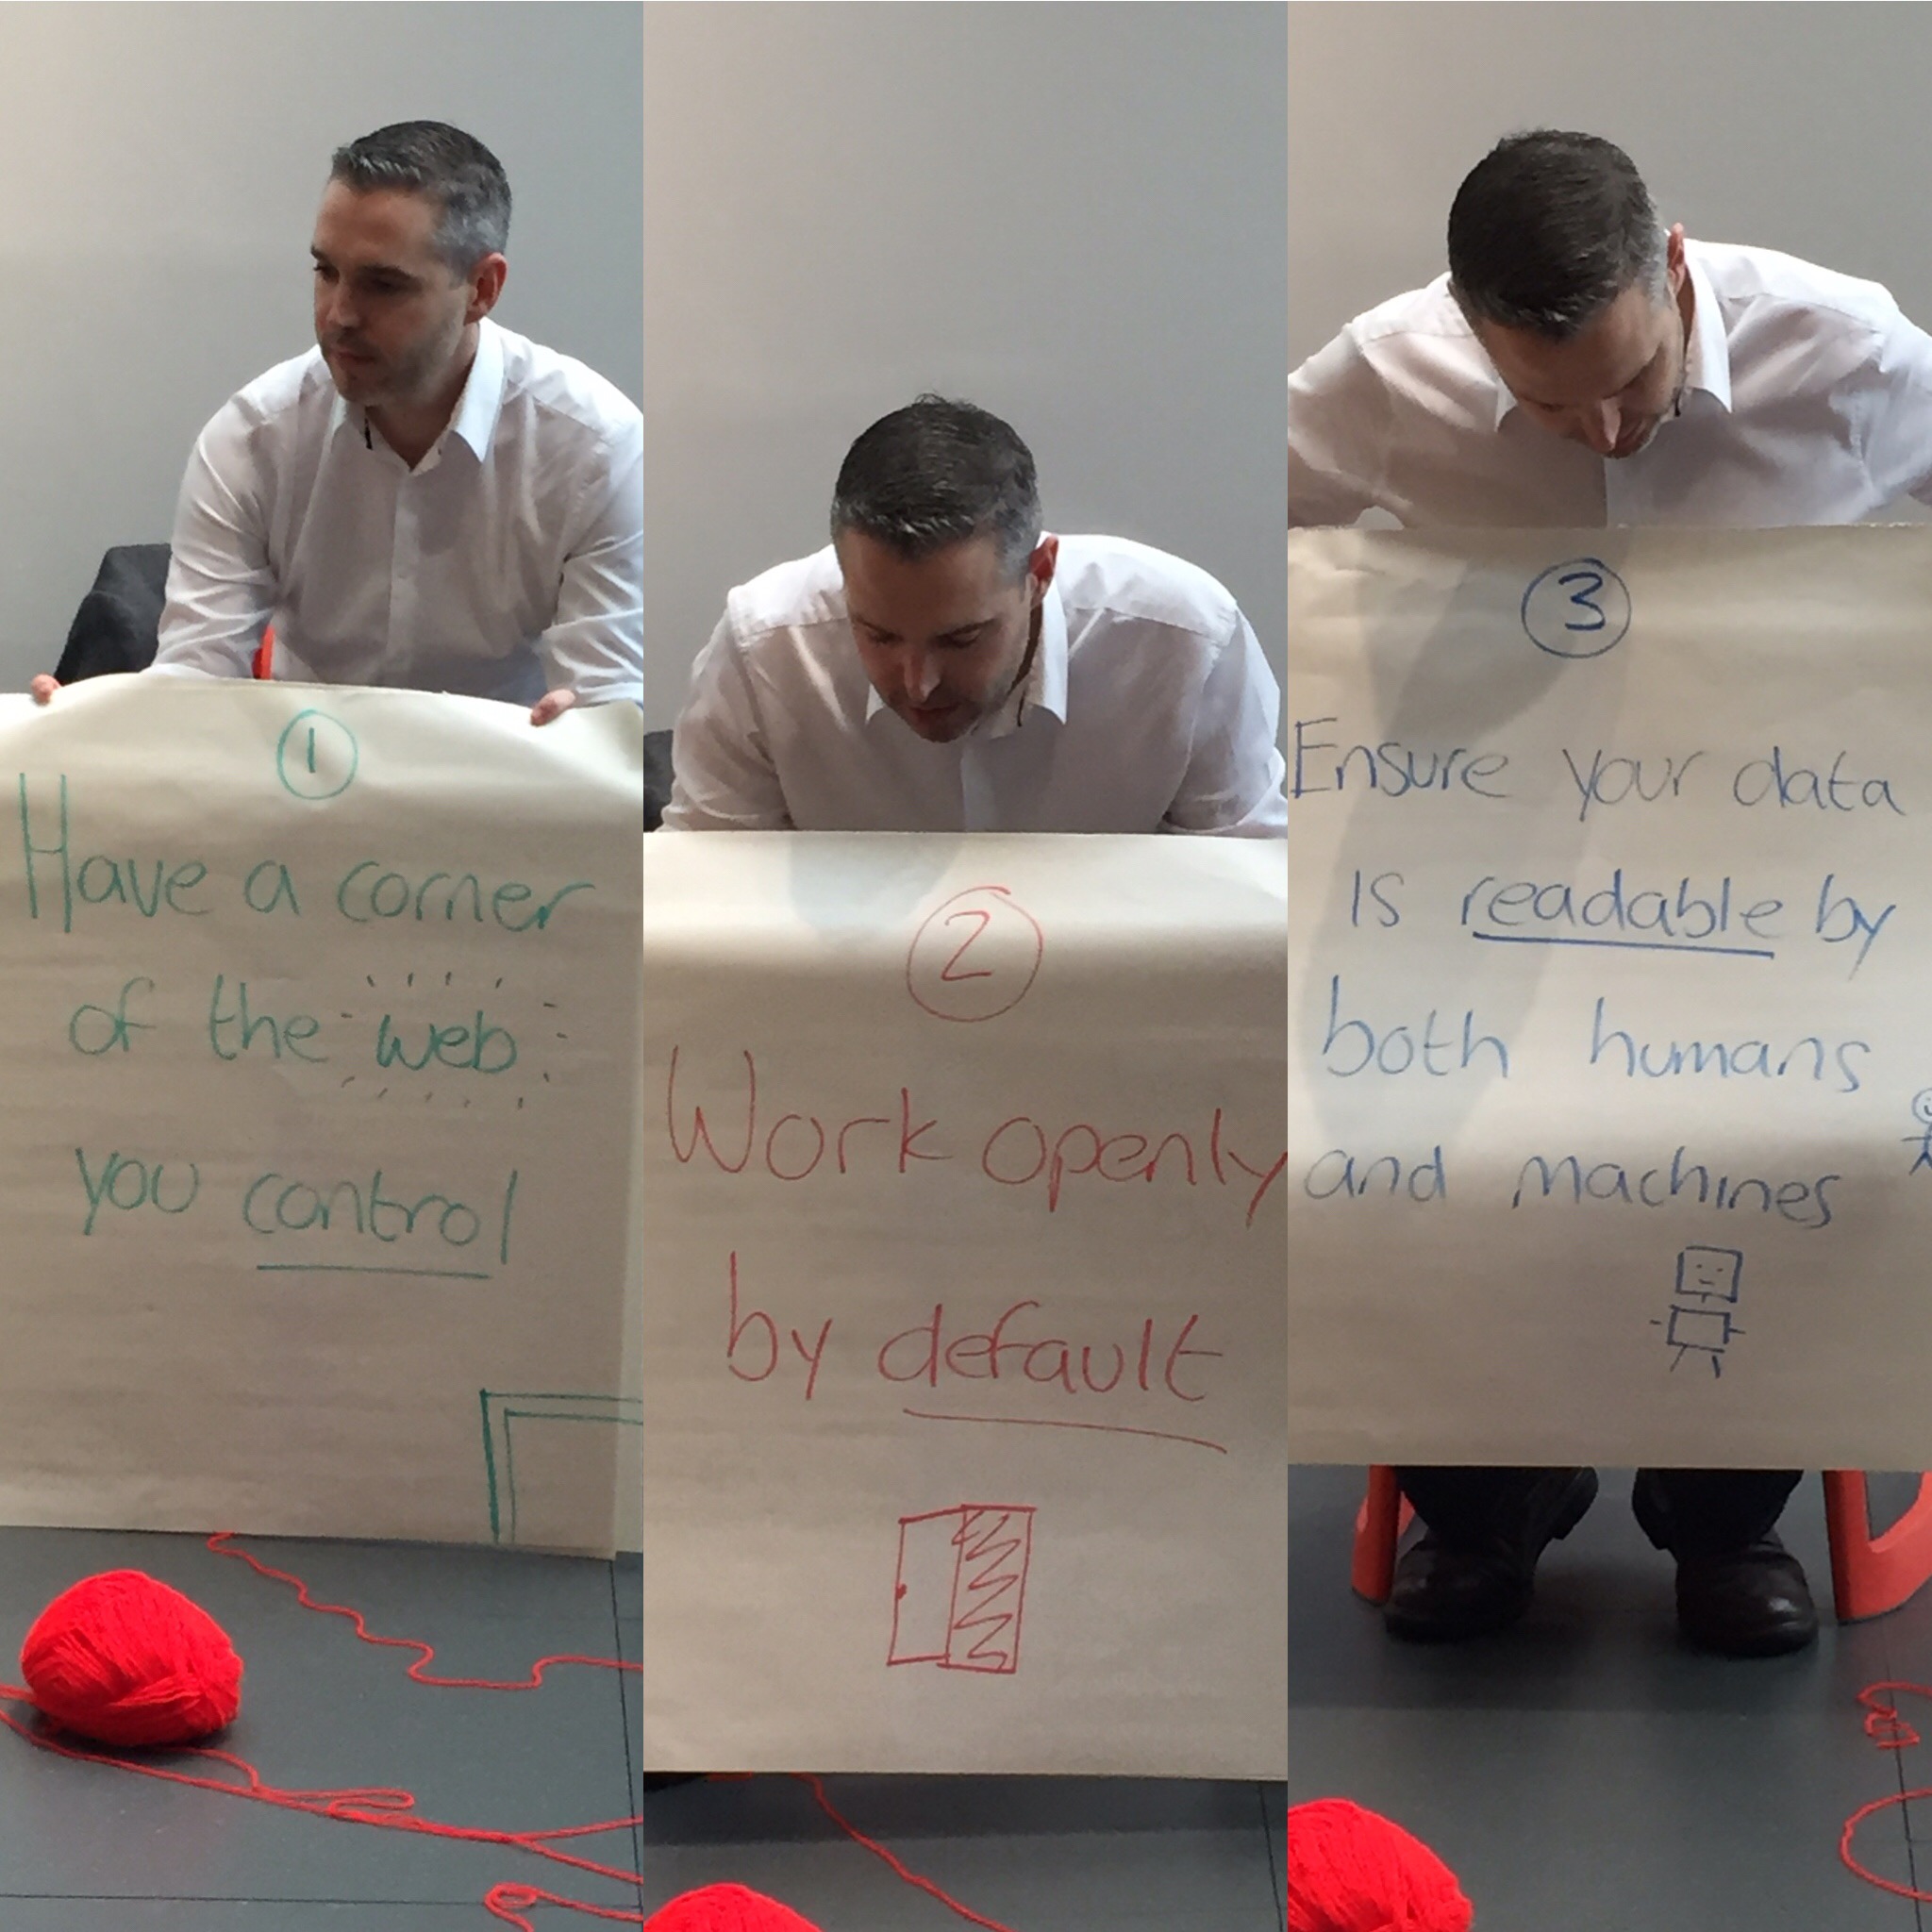 1
Have a corner
of the web
you control
2
Work openly
by default
3
Ensure your data
is readable by
both humans
and machines